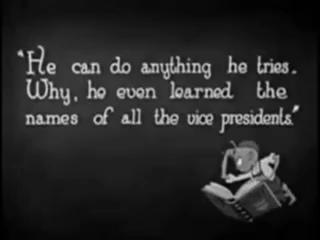 "He can do anything he tries.
Why, he even learned the
names of all the vice presidents."